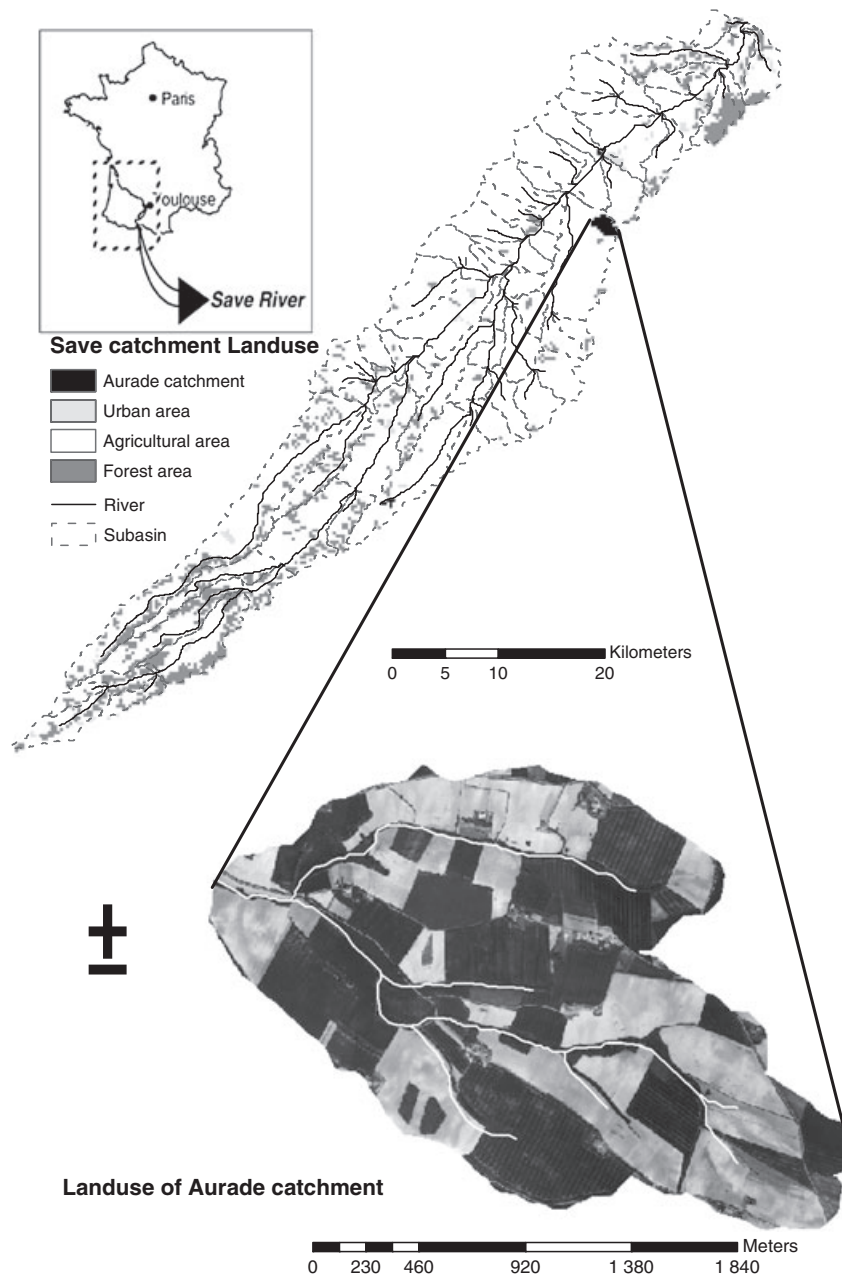 Paris
Toulouse
Save River
Save catchment Landuse
Aurade catchment
Urban area
Agricultural area
Forest area
River
Subasin
Kilometers
0 5 10 20
Landuse of Aurade catchment
Meters
0 230 460 920 1 380 1 840